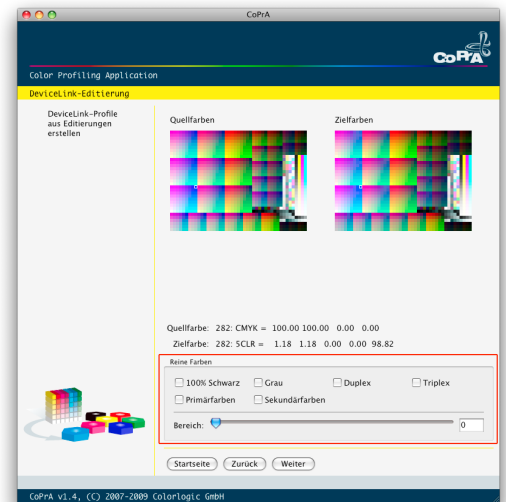 CoPrA
CoPrA
Color Profiling Application
DeviceLink-Editierung
DeviceLink-Profile
aus Editierungen
erstellen
Quellfarben
Zielfarben
Quellfarbe: 282: CMYK = 100.00 100.00 0.00 0.00
Zielfarbe: 282: 5CLR = 1.18 1.18 0.00 0.00 98.82
Reine Farben
100% Schwarz
Grau
Duplex
Triplex
Primärfarben
Sekundärfarben
Bereich:
0
Startseite
Zurück
Weiter
CoPrA v1.4, (C) 2007-2009 Colorlogic GmbH